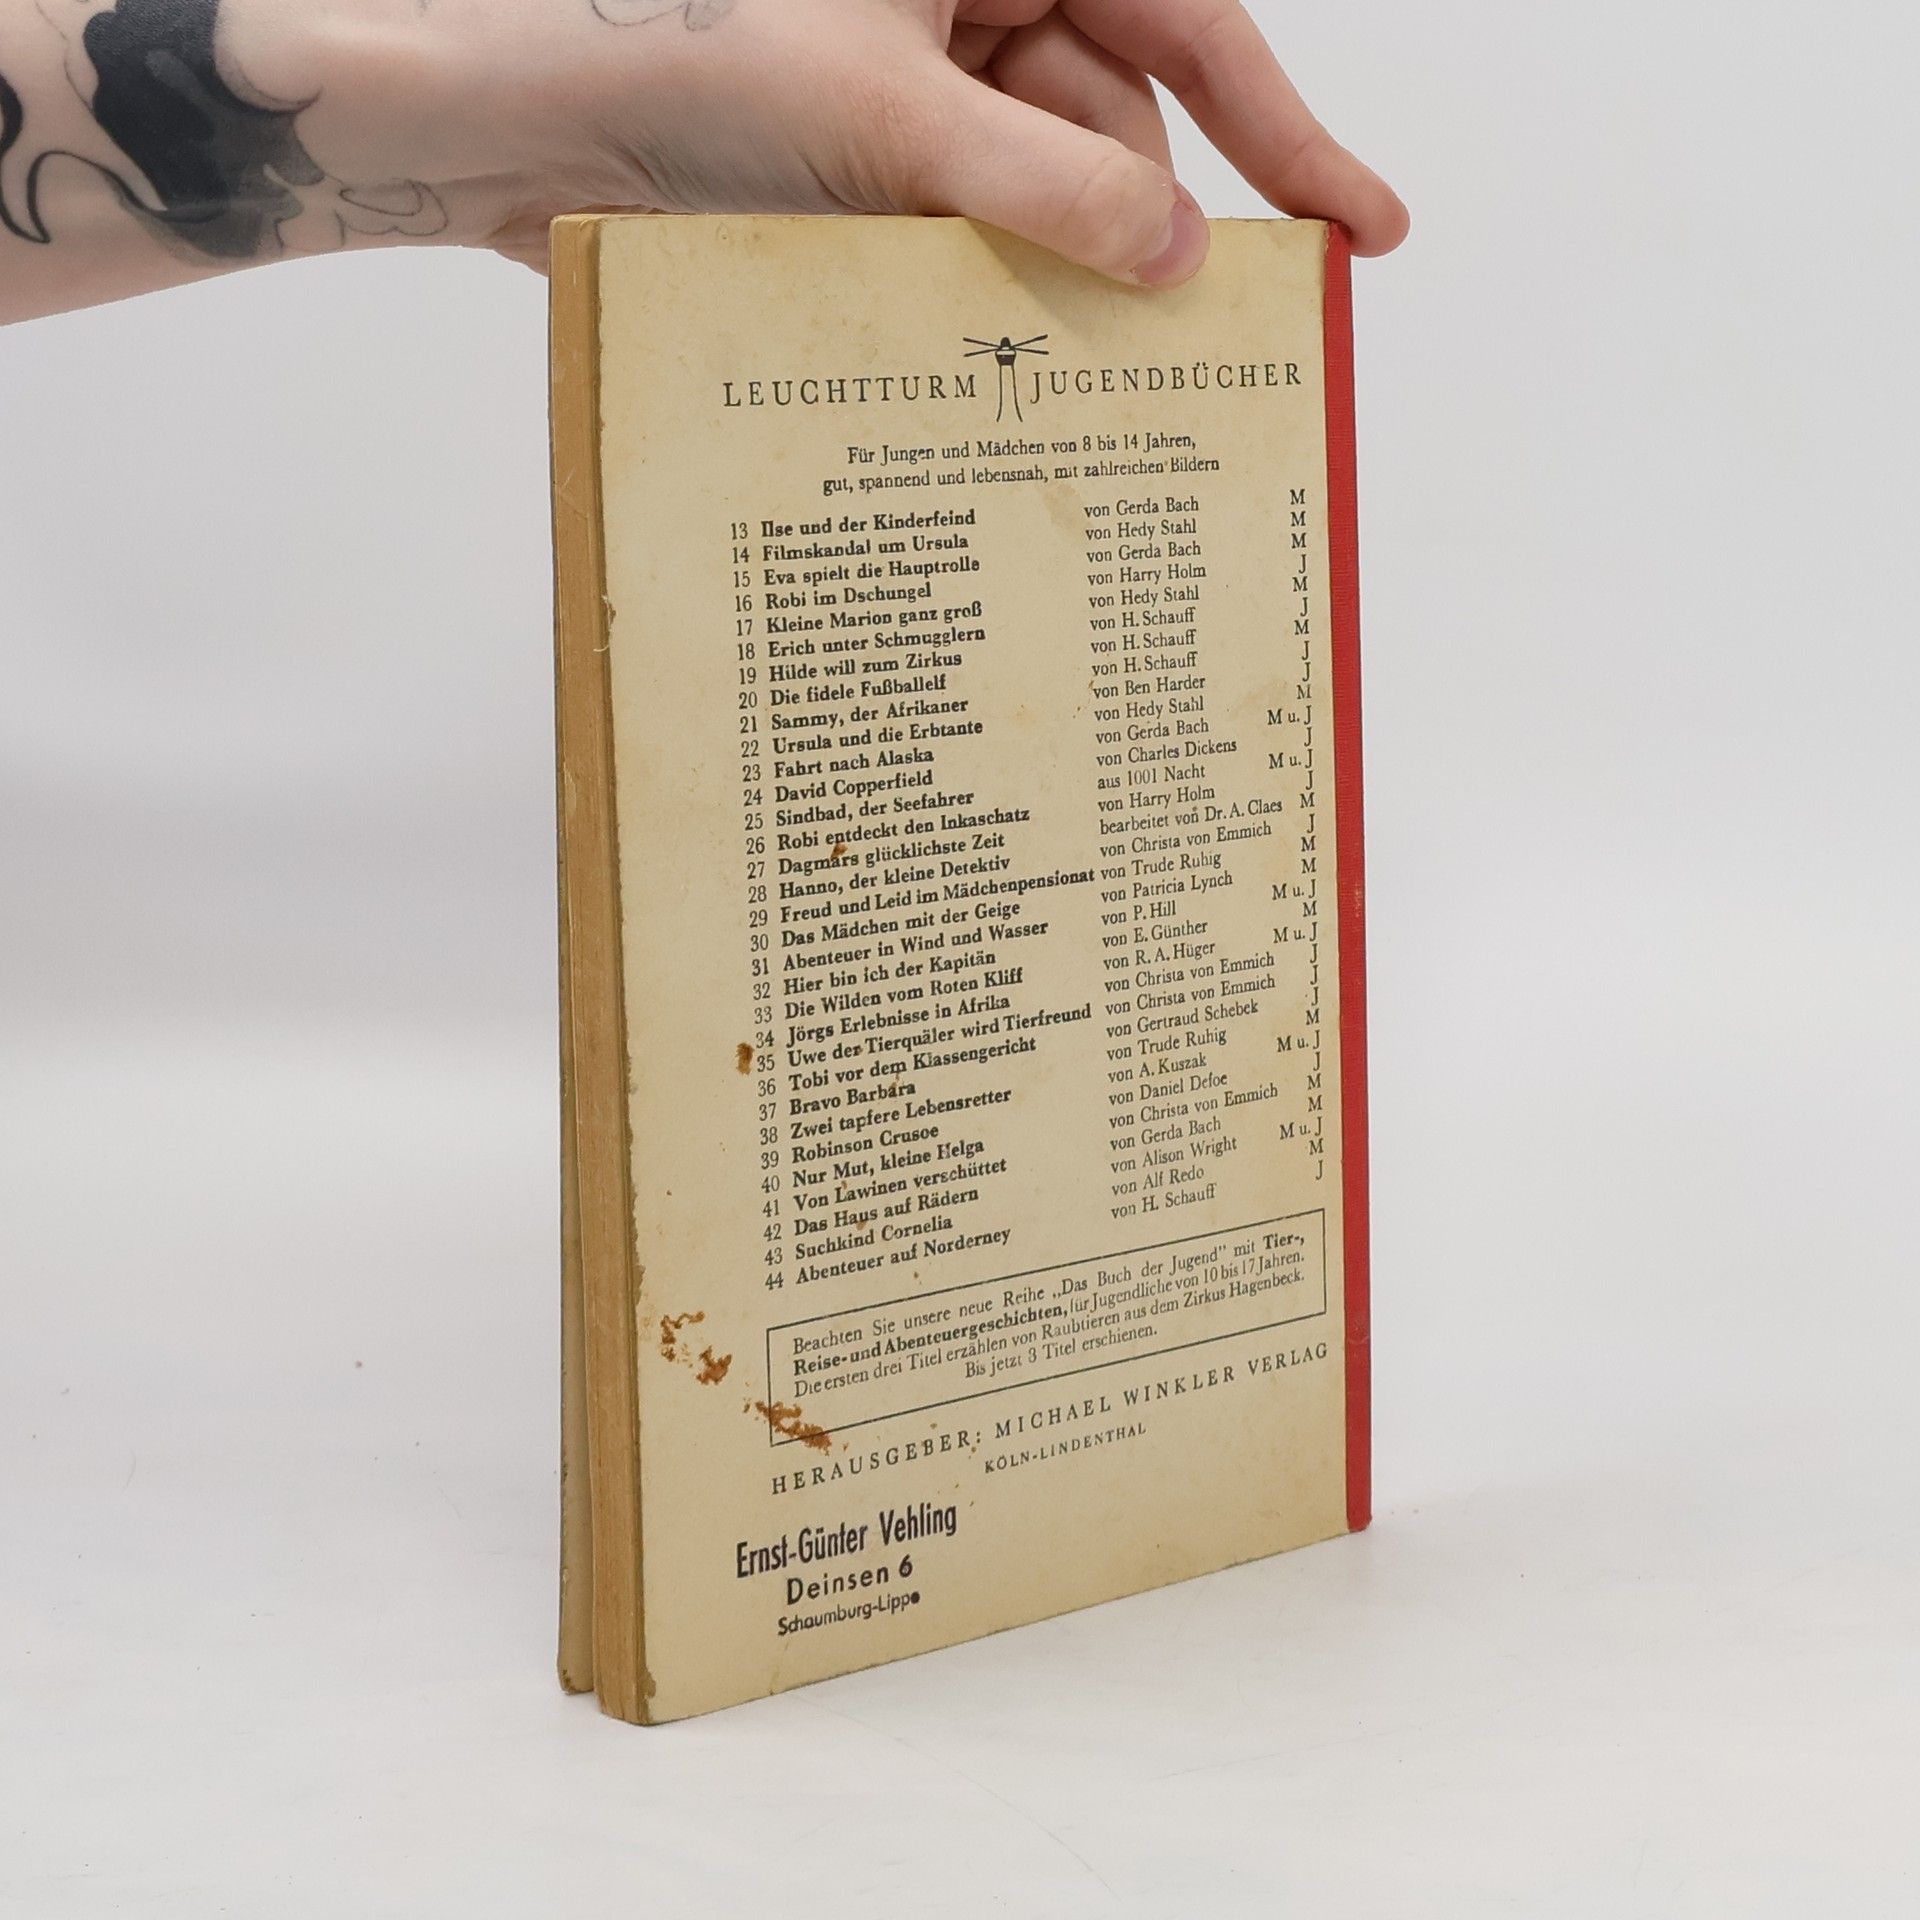 LEUCHTTURM JUGENDBÜCHER
Für Jungen und Mädchen von 8 bis 14 Jahren,
gut, spannend und lebensnah, mit zahlreichen Bildern
13 Ilse und der Kinderfeind von Gerda Bach M
14 Filmskandal um Ursula von Hedy Stahl M
15 Eva spielt die Hauptrolle von Gerda Bach M
16 Robi im Dschungel von Harry Holm J
17 Kleine Marion ganz groß von Hedy Stahl M
18 Erich unter Schmugglern von H. Schauff J
19 Hilde will zum Zirkus von H. Schauff M
20 Die fidele Fußballelf von H. Schauff J
21 Sammy, der Afrikaner von Ben Harder J
22 Ursula und die Erbtante von Hedy Stahl M
23 Fahrt nach Alaska von Gerda Bach M u. J
24 David Copperfield von Charles Dickens J
25 Sindbad, der Seefahrer aus 1001 Nacht M u. J
26 Robi entdeckt den Inkaschatz von Harry Holm J
27 Dagmars glücklichste Zeit bearbeitet von Dr. A. Claes M
28 Hanno, der kleine Detektiv von Christa von Emmich J
29 Freud und Leid im Mädchenpensionat von Trude Ruhig M
30 Das Mädchen mit der Geige von Patricia Lynch M
31 Abenteuer in Wind und Wasser von P. Hill M u. J
32 Hier bin ich der Kapitän von E. Günther M
33 Die Wilden vom Roten Kliff von R. A. Hüger M u. J
34 Jörgs Erlebnisse in Afrika von Christa von Emmich J
35 Uwe der Tierquäler wird Tierfreund von Christa von Emmich J
36 Tobi vor dem Klassengericht von Gertraud Schebek J
37 Bravo Barbara von Trude Ruhig M
38 Zwei tapfere Lebensretter von A. Kuszak M u. J
39 Robinson Crusoe von Daniel Defoe J
40 Nur Mut, kleine Helga von Christa von Emmich M
41 Von Lawinen verschüttet von Gerda Bach M
42 Das Haus auf Rädern von Alison Wright M u. J
43 Suchkind Cornelia von Alf Redo M
44 Abenteuer auf Norderney von H. Schauff J
Beachten Sie unsere neue Reihe „Das Buch der Jugend" mit Tier-,
Reise- und Abenteuergeschichten, für Jugendliche von 10 bis 17 Jahren.
Die ersten drei Titel erzählen von Raubtieren aus dem Zirkus Hagenbeck.
Bis jetzt 3 Titel erschienen.
HERAUSGEBER: MICHAEL WINKLER VERLAG
KÖLN-LINDENTHAL
Ernst-Günter Vehling
Deinsen 6
Schaumburg-Lippe